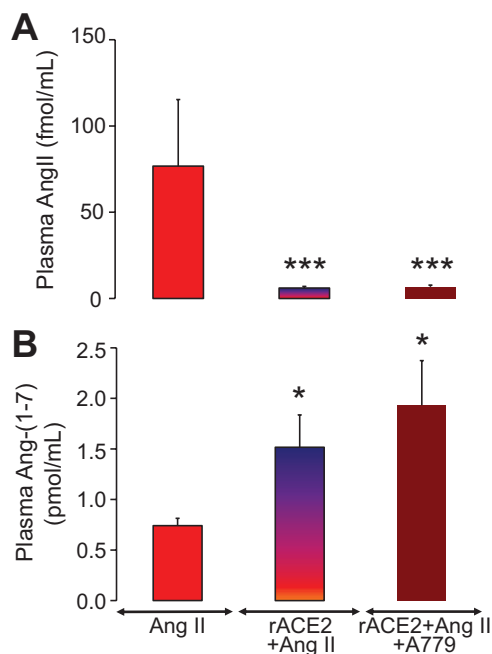 A
Plasma AngII (fmol/mL)
150
100
50
0
***
***
B
Plasma Ang-(1-7)
(pmol/mL)
2.5
2.0
1.5
1.0
0.5
0.0
*
*
Ang II
rACE2
+Ang II
rACE2+Ang II
+A779